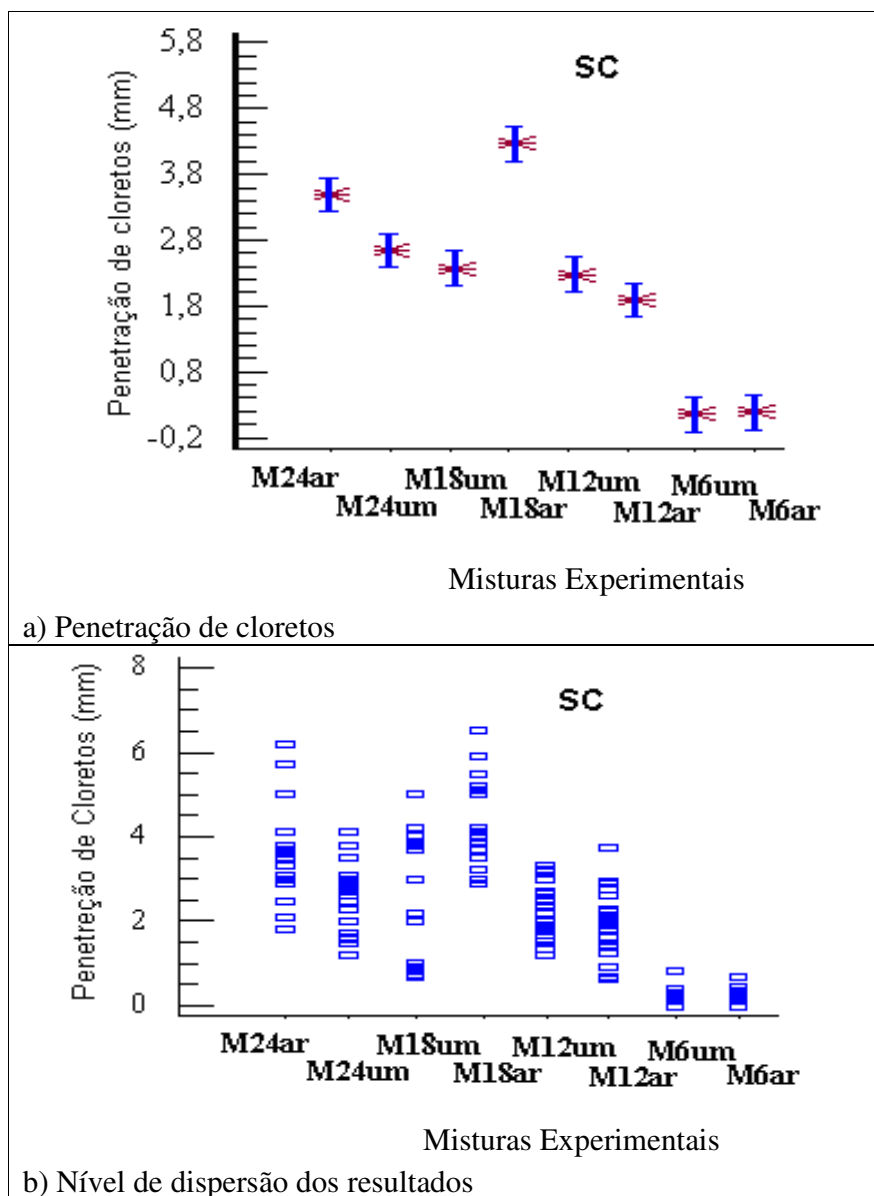 5,8
SC
4,8
3,8
2,8
1,8
0,8
-0,2
Penetração de cloretos (mm)
M24ar M18um M12um M6um
M24um M18ar M12ar M6ar
Misturas Experimentais
a) Penetração de cloretos
8
SC
6
4
2
0
Penetreção de Cloretos (mm)
M24ar M18um M12um M6um
M24um M18ar M12ar M6ar
Misturas Experimentais
b) Nível de dispersão dos resultados